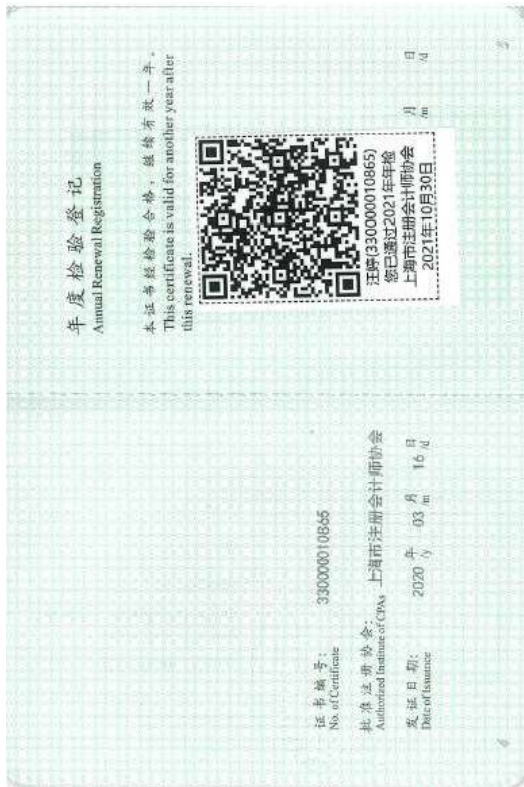 年度检验登记
Annual Renewal Registration
本证书经检验合格，继续有效一年。
This certificate is valid for another year after
this renewal.
汪婷(330000010865)
您已通过2021年年检
上海市注册会计师协会
2021年10月30日
月 日
/m /d
5
证书编号： 330000010865
No. of Certificate
批准注册协会： 上海市注册会计师协会
Authorized Institute of CPAs
发证日期： 2020 年 03 月 16 日
Date of Issuance /y /m /d